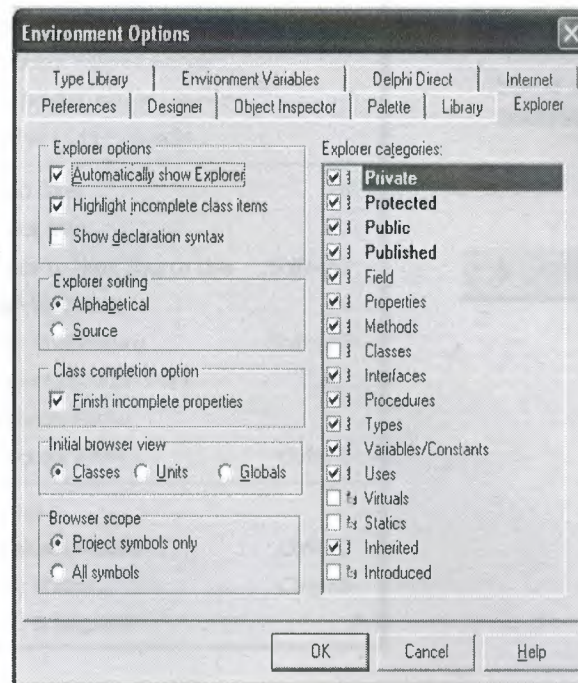 Environment Options
Type Library Environment Variables Delphi Direct Internet
Preferences Designer Object Inspector Palette Library Explorer
Explorer options
Automatically show Explorer
Highlight incomplete class items
Show declaration syntax
Explorer sorting
Alphabetical
Source
Class completion option
Finish incomplete properties
Initial browser view
Classes Units Globals
Browser scope
Project symbols only
All symbols
Explorer categories:
Private
Protected
Public
Published
Field
Properties
Methods
Classes
Interfaces
Procedures
Types
Variables/Constants
Uses
Virtuals
Statics
Inherited
Introduced
OK Cancel Help